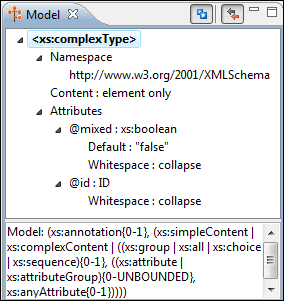 Model
<xs:complexType>
Namespace
http://www.w3.org/2001/XMLSchema
Content : element only
Attributes
@mixed : xs:boolean
Default : "false"
Whitespace : collapse
@id : ID
Whitespace : collapse
Model: (xs:annotation{0-1}, (xs:simpleContent |
xs:complexContent | ((xs:group | xs:all | xs:choice
| xs:sequence){0-1}, ((xs:attribute |
xs:attributeGroup){0-UNBOUNDED},
xs:anyAttribute{0-1}))))